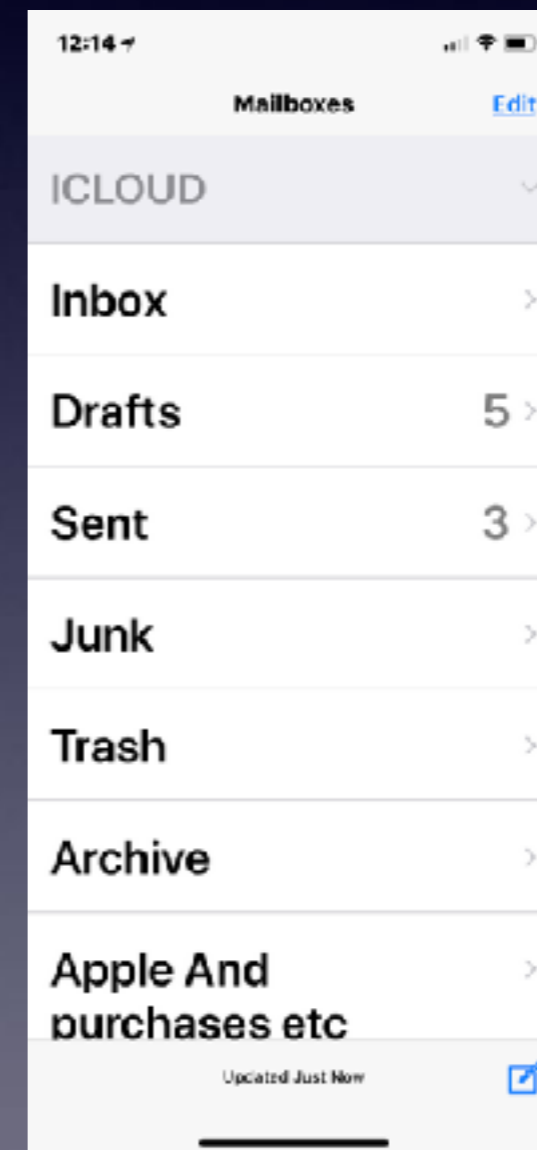 12:14
Mailboxes Edit
ICLOUD
Inbox
Drafts 5
Sent 3
Junk
Trash
Archive
Apple And
purchases etc
Updated Just Now